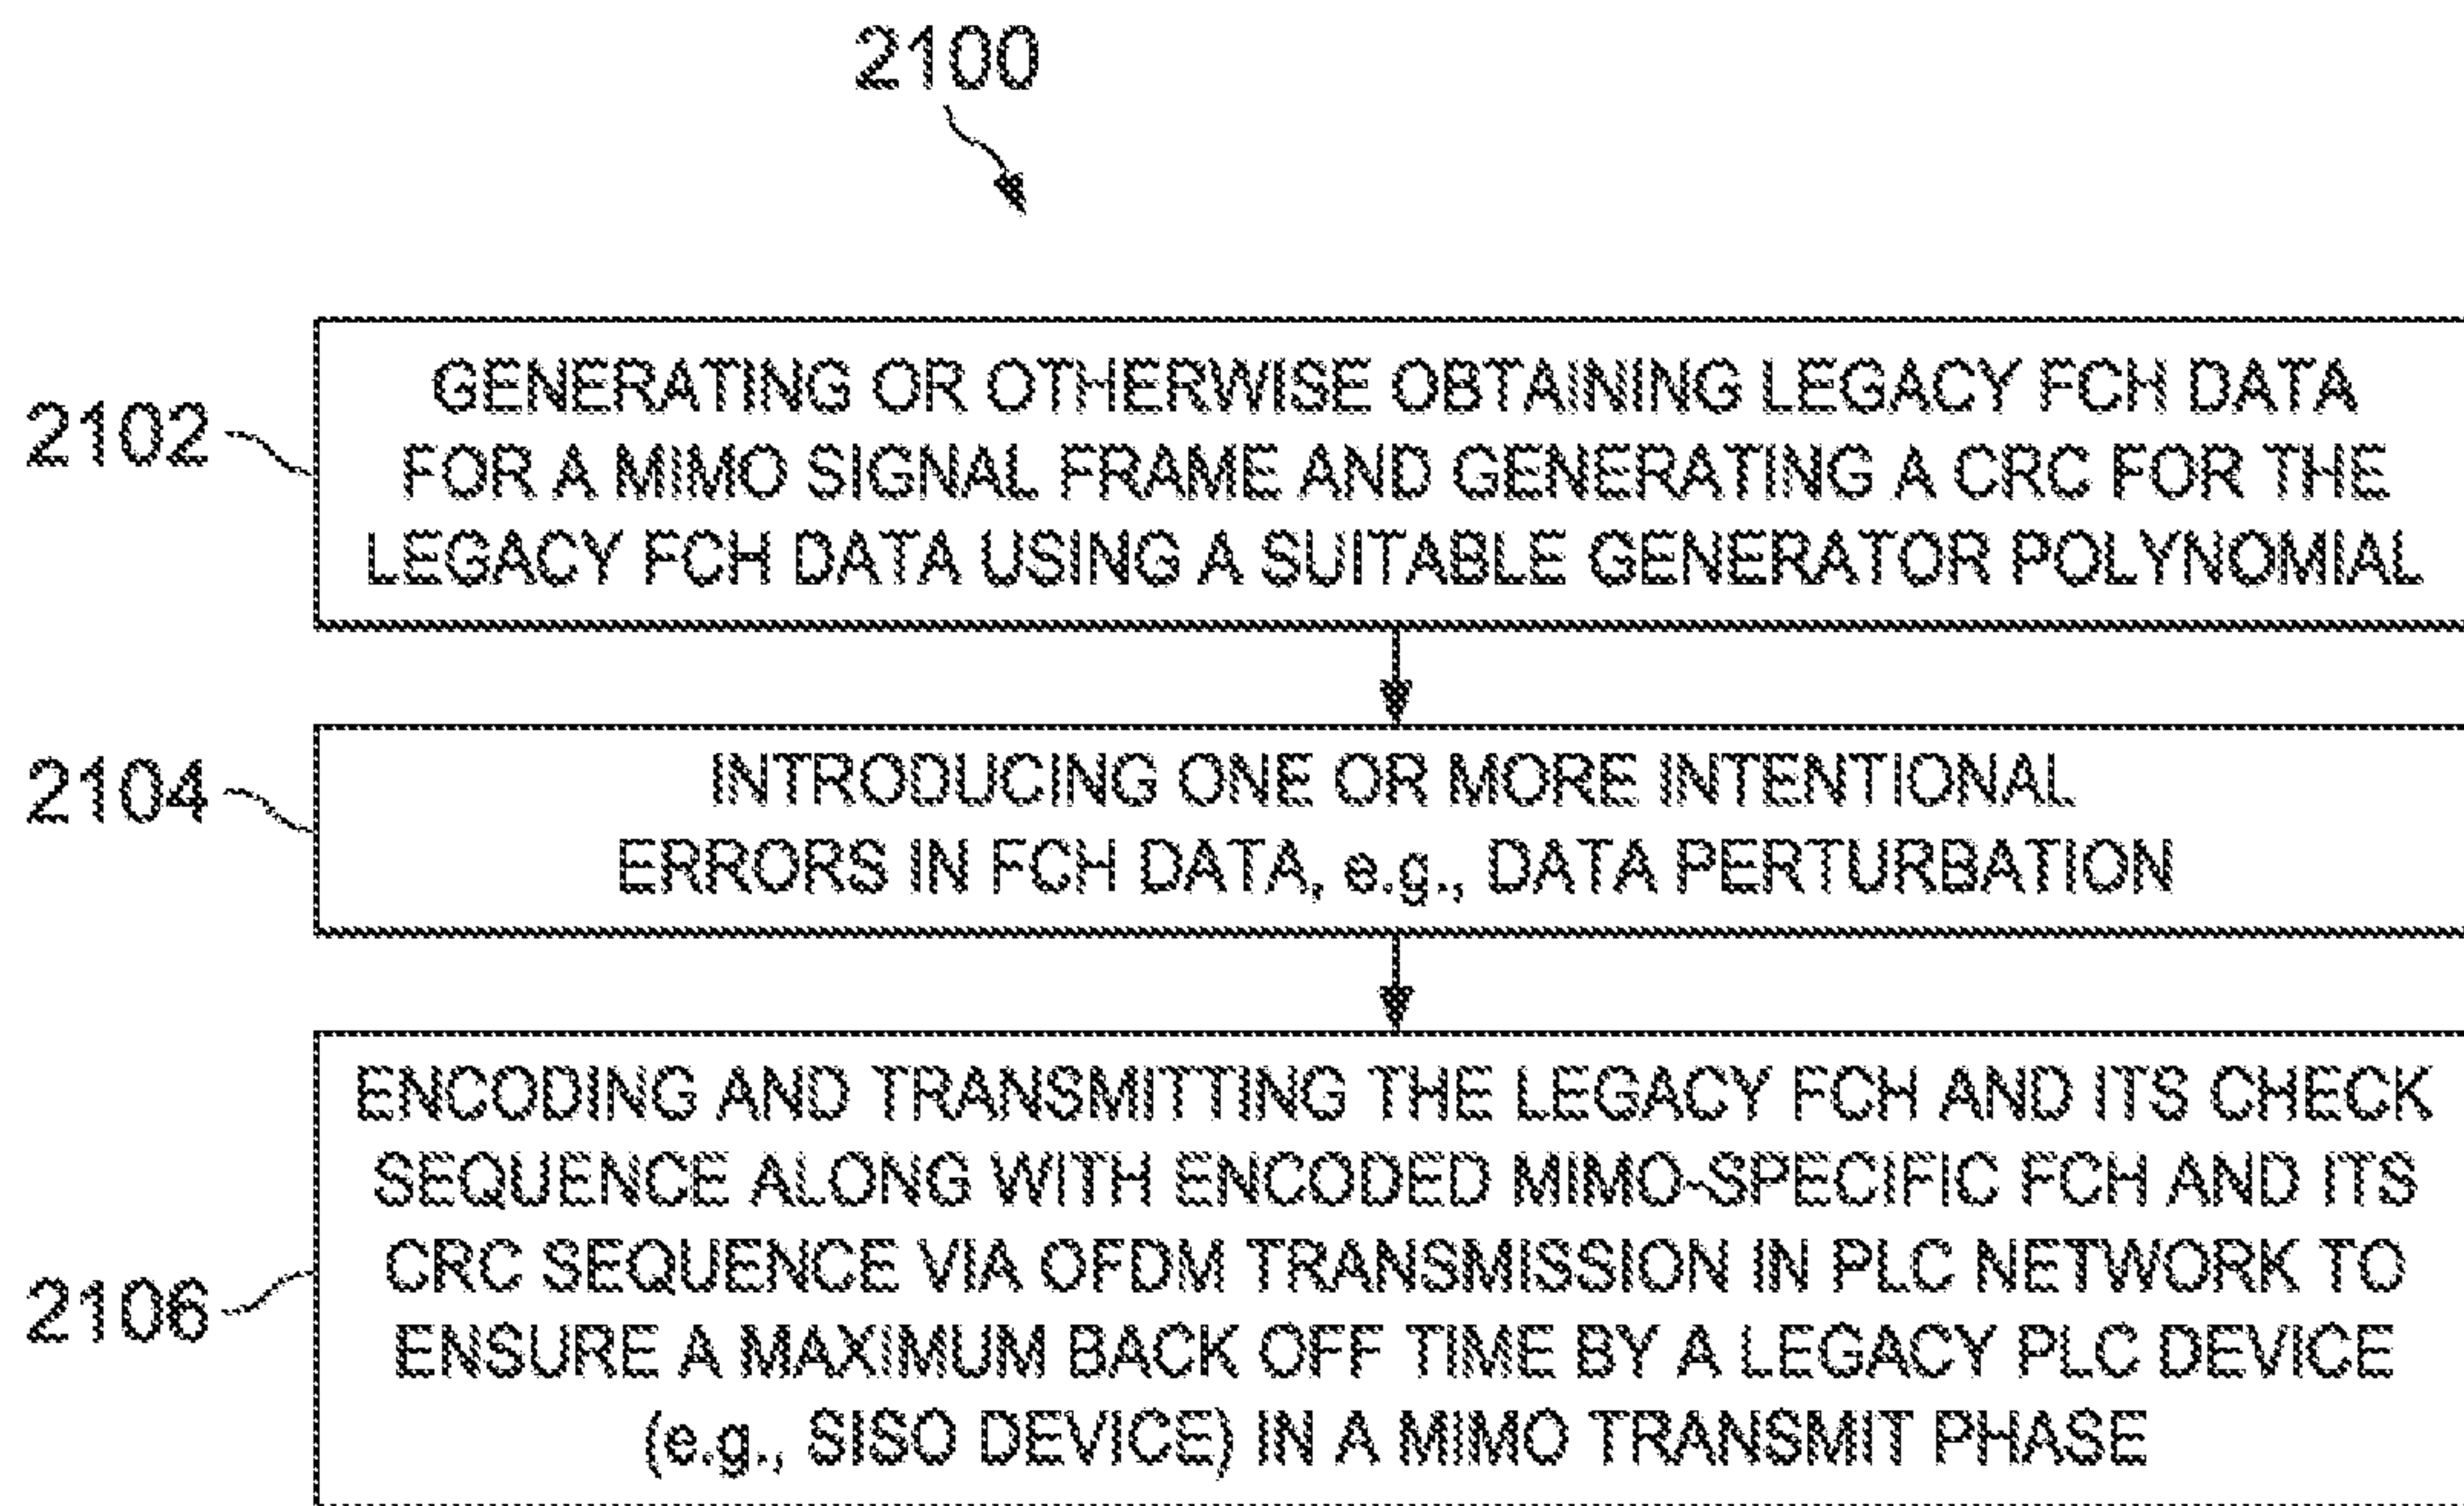 2100
2102
GENERATING OR OTHERWISE OBTAINING LEGACY FCH DATA
FOR A MIMO SIGNAL FRAME AND GENERATING A CRC FOR THE
LEGACY FCH DATA USING A SUITABLE GENERATOR POLYNOMIAL
2104
INTRODUCING ONE OR MORE INTENTIONAL
ERRORS IN FCH DATA, e.g., DATA PERTURBATION
2106
ENCODING AND TRANSMITTING THE LEGACY FCH AND ITS CHECK
SEQUENCE ALONG WITH ENCODED MIMO-SPECIFIC FCH AND ITS
CRC SEQUENCE VIA OFDM TRANSMISSION IN PLC NETWORK TO
ENSURE A MAXIMUM BACK OFF TIME BY A LEGACY PLC DEVICE
(e.g., SISO DEVICE) IN A MIMO TRANSMIT PHASE